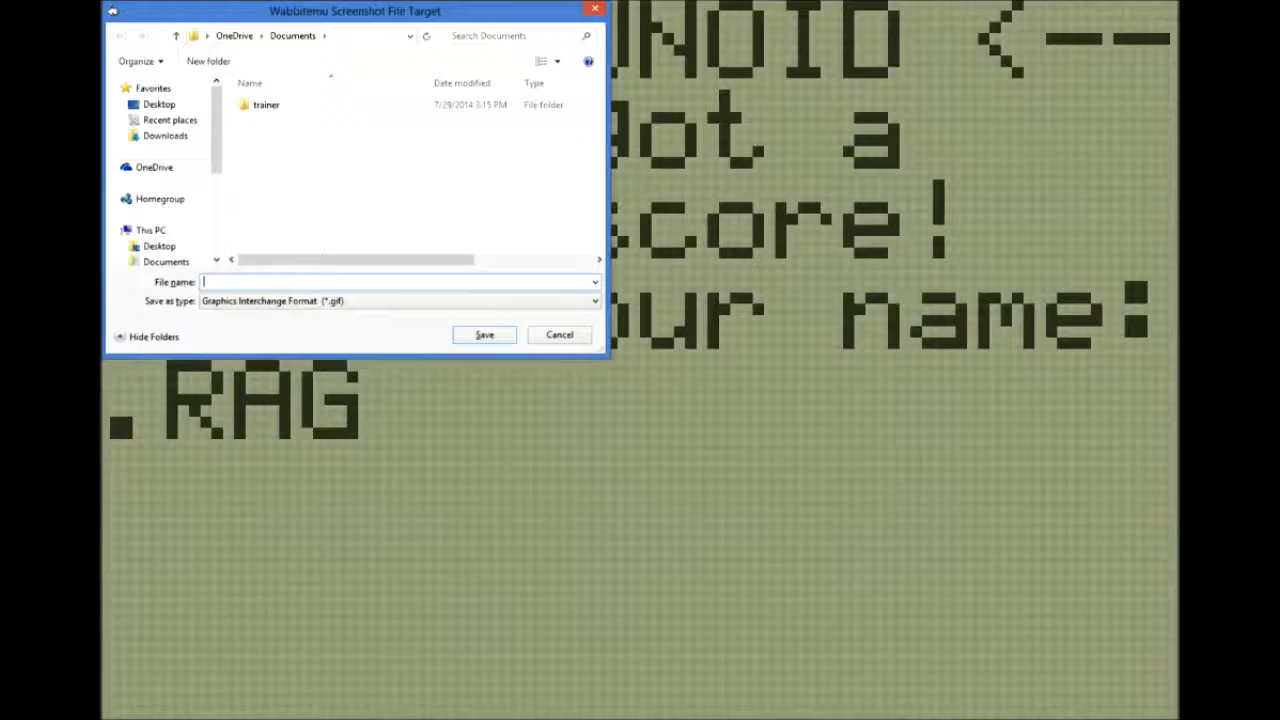 Wabbitemu Screenshot File Target
OneDrive Documents Search Documents
Organize New folder
Favorites
Desktop
Recent places
Downloads
OneDrive
Homegroup
This PC
Desktop
Documents
Name Date modified Type
trainer 7/29/2014 3:15 PM File folder
File name:
Save as type: Graphics Interchange Format (*.gif)
Hide Folders Save Cancel
NOID <--
got a
score!
our name:
.RAG